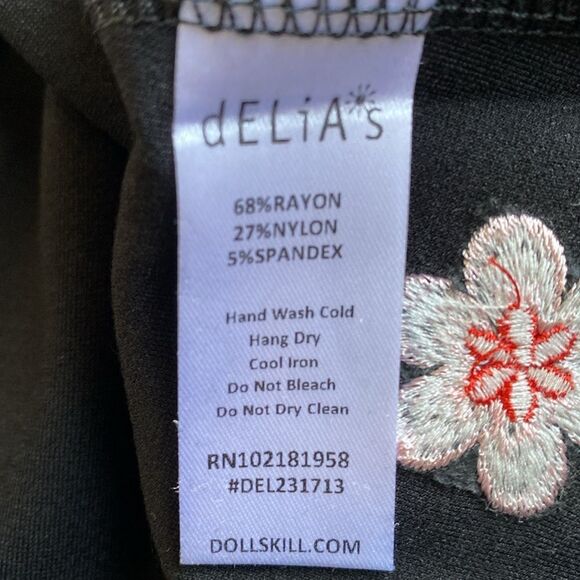 dELiA*s
68%RAYON
27%NYLON
5%SPANDEX
Hand Wash Cold
Hang Dry
Cool Iron
Do Not Bleach
Do Not Dry Clean
RN102181958
#DEL231713
DOLLSKILL.COM